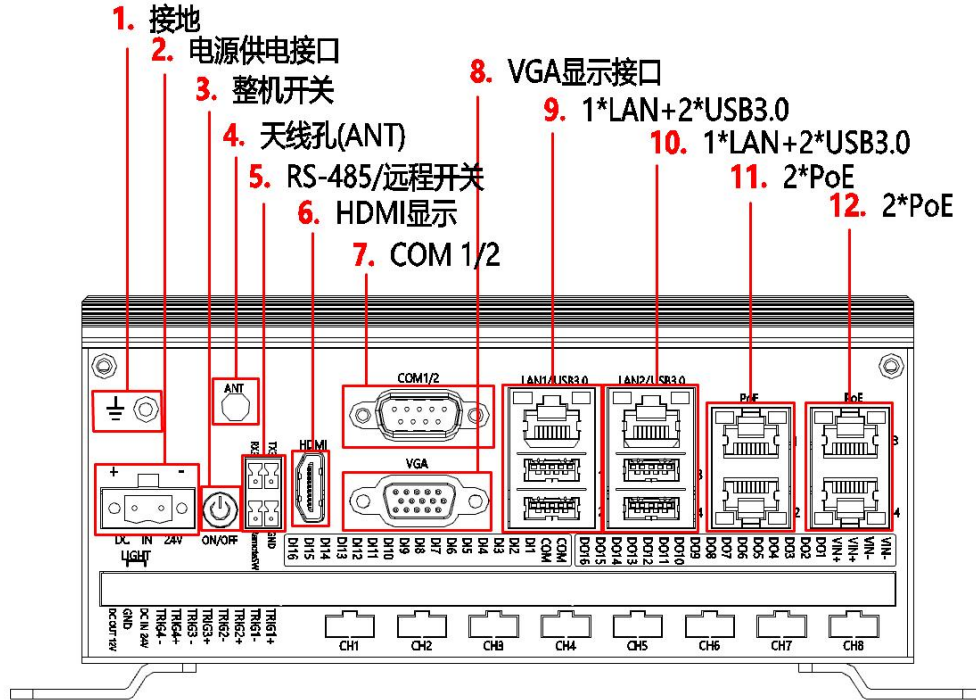 1. 接地
2. 电源供电接口
3. 整机开关
4. 天线孔(ANT)
5. RS-485/远程开关
6. HDMI显示
7. COM 1/2
8. VGA显示接口
9. 1*LAN+2*USB3.0
10. 1*LAN+2*USB3.0
11. 2*PoE
12. 2*PoE
ANT
COM1/2
LAN1/USB3.0
LAN2/USB3.0
PoE
PoE
1
3
HDMI
VGA
+ -
2
4
DC IN 24V
LIGHT
ON/OFF
GND
DI16 DI15 DI14 DI13 DI12 DI11 DI10 DI9 DI8 DI7 DI6 DI5 DI4 DI3 DI2 DI1 COM COM
DO16 DO15 DO14 DO13 DO12 DO11 DO10 DO9 DO8 DO7 DO6 DO5 DO4 DO3 DO2 DO1 VIN+ VIN+ VIN- VIN-
DC OUT 12V
GND
DC IN 24V
TRIG4-
TRIG4+
TRIG3-
TRIG3+
TRIG2-
TRIG2+
TRIG1-
TRIG1+
CH1 CH2 CH3 CH4 CH5 CH6 CH7 CH8